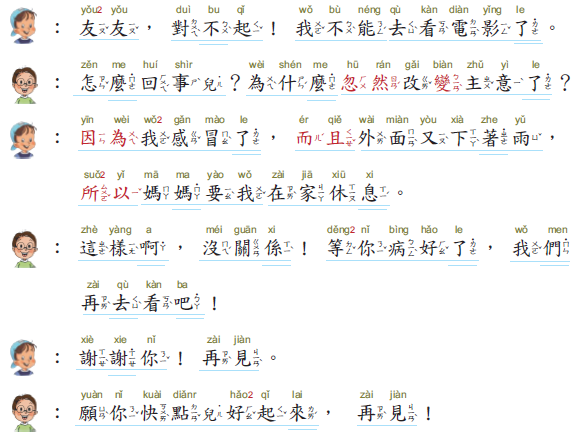 yǒu2 yǒu duì bu qǐ wǒ bù néng qù kàn diàn yǐng le
：友友，對不起！我不能去看電影了。
zěn me huí shìr wèi shén me hū rán gǎi biàn zhǔ yì le
：怎麼回事兒？為什麼忽然改變主意了？
yīn wèi wǒ2 gǎn mào le ér qiě wài miàn yòu xià zhe yǔ
：因為我感冒了，而且外面又下著雨，
suǒ2 yǐ mā ma yào wǒ zài jiā xiū xi
所以媽媽要我在家休息。
zhè yàng a méi guān xi děng2 nǐ bìng hǎo le wǒ men
：這樣啊，沒關係！等你病好了，我們
zài qù kàn ba
再去看吧！
xiè xie nǐ zài jiàn
：謝謝你！再見。
yuàn nǐ kuài diǎnr hǎo2 qǐ lai zài jiàn
：願你快點兒好起來，再見！